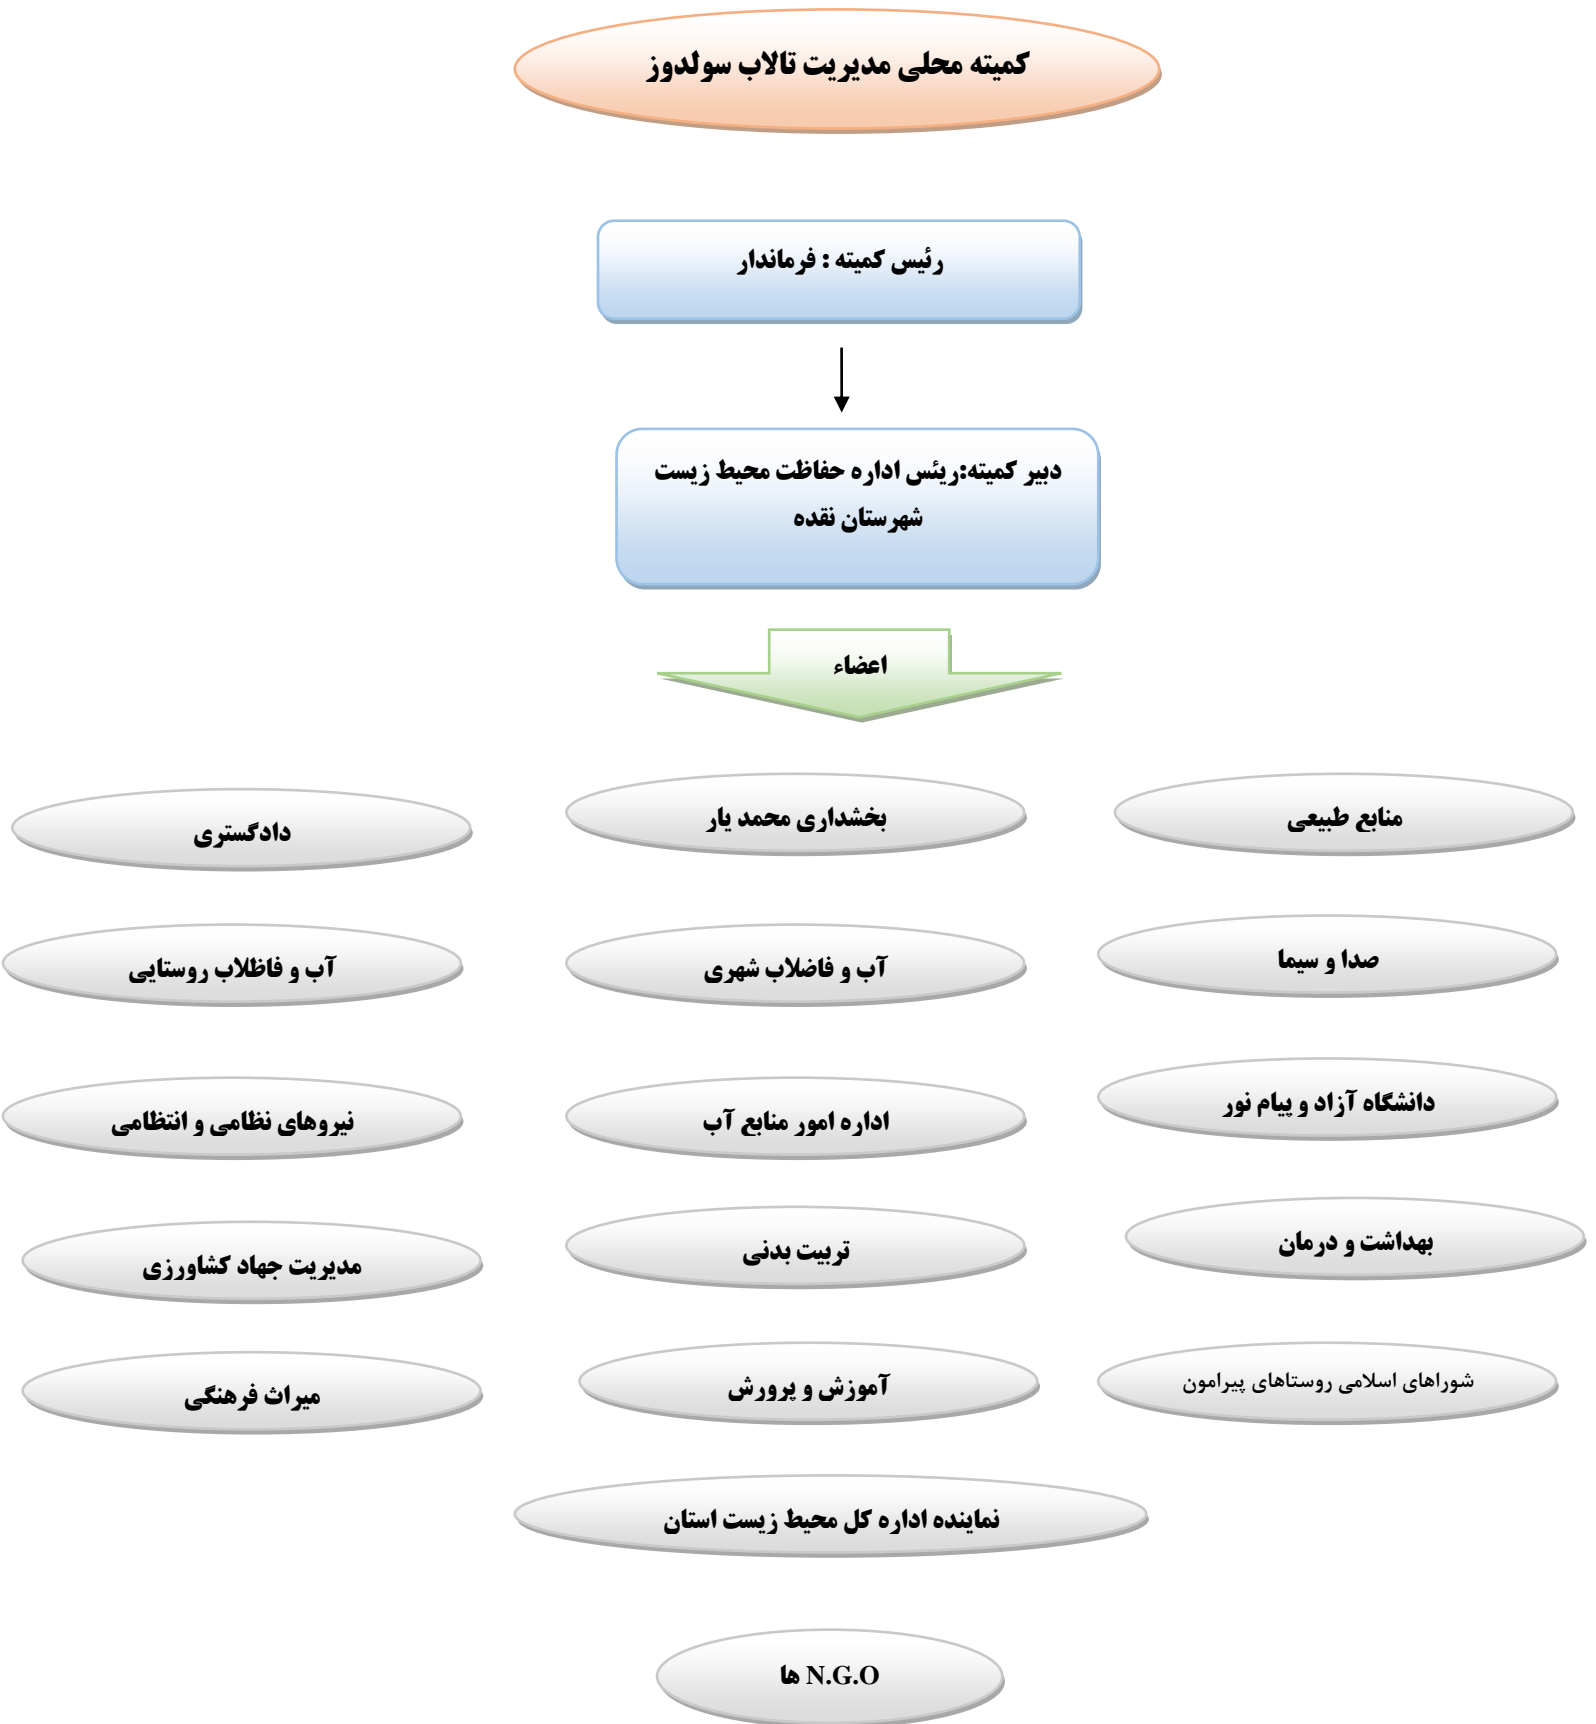 کمیته محلی مدیریت تالاب سولدوز
رئیس کمیته : فرماندار
دبیر کمیته:ریئس اداره حفاظت محیط زیست
شهرستان نقده
اعضاء
منابع طبیعی
بخشداری محمد یار
دادگستری
صدا و سیما
آب و فاضلاب شهری
آب و فاظلاب روستایی
دانشگاه آزاد و پیام نور
اداره امور منابع آب
نیروهای نظامی و انتظامی
بهداشت و درمان
تربیت بدنی
مدیریت جهاد کشاورزی
شوراهای اسلامی روستاهای پیرامون
آموزش و پرورش
میراث فرهنگی
نماینده اداره کل محیط زیست استان
N.G.O ها